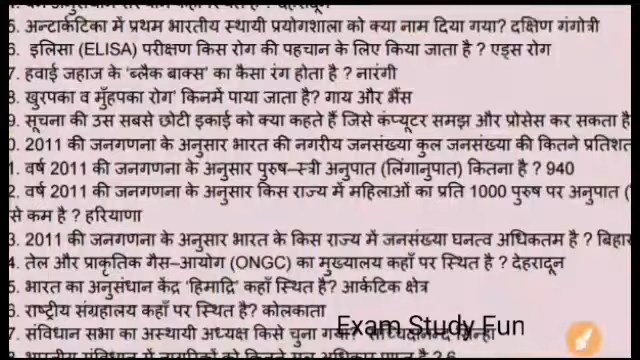 5. अन्टार्कटिका में प्रथम भारतीय स्थायी प्रयोगशाला को क्या नाम दिया गया? दक्षिण गंगोत्री
6. इलिसा (ELISA) परीक्षण किस रोग की पहचान के लिए किया जाता है ? एड्स रोग
7. हवाई जहाज के 'ब्लैक बाक्स' का कैसा रंग होता है ? नारंगी
8. खुरपका व मुँहपका रोग' किनमें पाया जाता है? गाय और भैंस
9. सूचना की उस सबसे छोटी इकाई को क्या कहते हैं जिसे कंप्यूटर समझ और प्रोसेस कर सकता है
0. 2011 की जनगणना के अनुसार भारत की नगरीय जनसंख्या कुल जनसंख्या की कितने प्रतिशत
1. वर्ष 2011 की जनगणना के अनुसार पुरुष–स्त्री अनुपात (लिंगानुपात) कितना है ? 940
2. वर्ष 2011 की जनगणना के अनुसार किस राज्य में महिलाओं का प्रति 1000 पुरुष पर अनुपात (
से कम है ? हरियाणा
3. 2011 की जनगणना के अनुसार भारत के किस राज्य में जनसंख्या घनत्व अधिकतम है ? बिहार
4. तेल और प्राकृतिक गैस–आयोग (ONGC) का मुख्यालय कहाँ पर स्थित है ? देहरादून
5. भारत का अनुसंधान केंद्र 'हिमाद्रि' कहाँ स्थित है? आर्कटिक क्षेत्र
6. राष्ट्रीय संग्रहालय कहाँ पर स्थित है? कोलकाता
7. संविधान सभा का अस्थायी अध्यक्ष किसे चुना गया?
Exam Study Fun